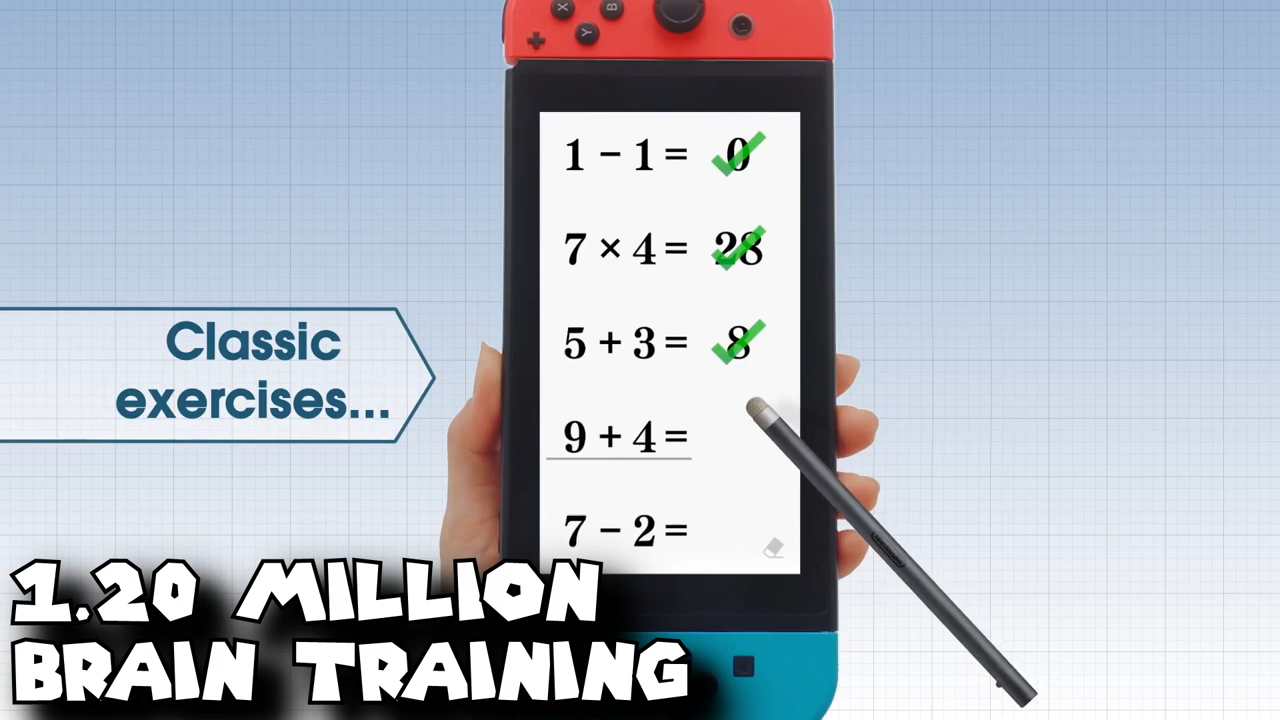 X
B
Y
1 − 1 = 0
7 × 4 = 28
5 + 3 = 8
9 + 4 =
7 − 2 =
Classic
exercises...
1.20 MILLION
BRAIN TRAINING